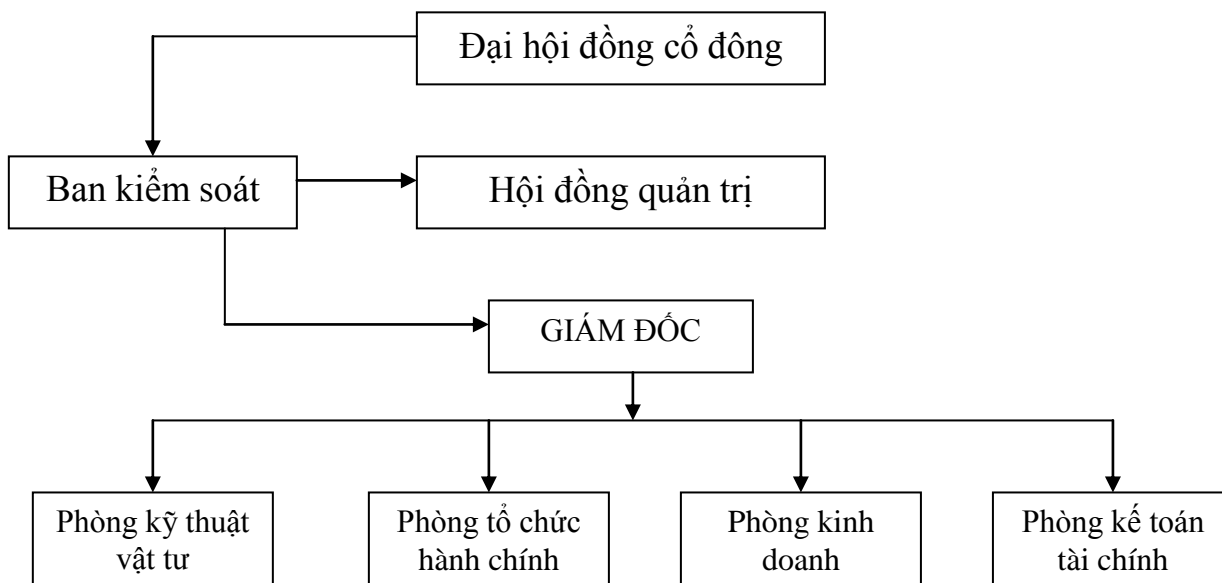 Đại hội đồng cổ đông
Ban kiểm soát
Hội đồng quản trị
GIÁM ĐỐC
Phòng kỹ thuật
vật tư
Phòng tổ chức
hành chính
Phòng kinh
doanh
Phòng kế toán
tài chính